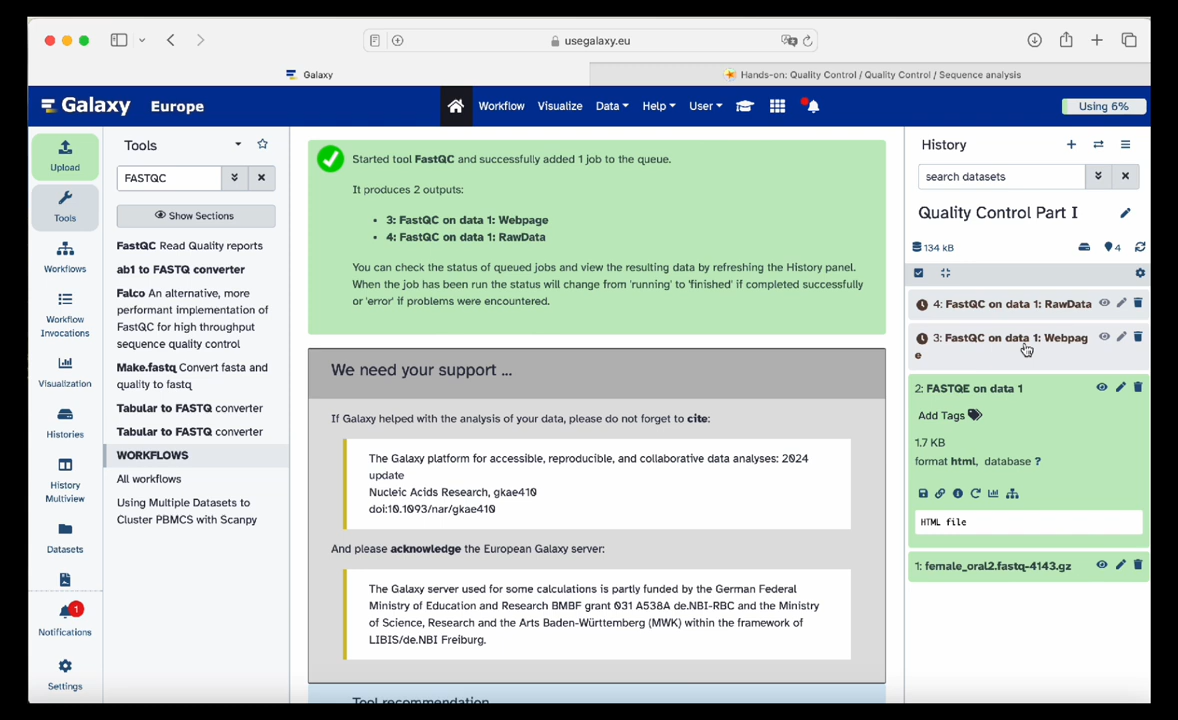 usegalaxy.eu
Galaxy
Hands-on: Quality Control / Quality Control / Sequence analysis
Galaxy Europe
Workflow Visualize Data Help User
Using 6%
Upload
Tools
Workflows
Workflow
Invocations
Visualization
Histories
History
Multiview
Datasets
1
Notifications
Settings
Tools
FASTQC
Show Sections
FastQC Read Quality reports
ab1 to FASTQ converter
Falco An alternative, more
performant implementation of
FastQC for high throughput
sequence quality control
Make.fastq Convert fasta and
quality to fastq
Tabular to FASTQ converter
Tabular to FASTQ converter
WORKFLOWS
All workflows
Using Multiple Datasets to
Cluster PBMCS with Scanpy
Started tool FastQC and successfully added 1 job to the queue.
It produces 2 outputs:
• 3: FastQC on data 1: Webpage
• 4: FastQC on data 1: RawData
You can check the status of queued jobs and view the resulting data by refreshing the History panel.
When the job has been run the status will change from 'running' to 'finished' if completed successfully
or 'error' if problems were encountered.
We need your support ...
If Galaxy helped with the analysis of your data, please do not forget to cite:
The Galaxy platform for accessible, reproducible, and collaborative data analyses: 2024
update
Nucleic Acids Research, gkae410
doi:10.1093/nar/gkae410
And please acknowledge the European Galaxy server:
The Galaxy server used for some calculations is partly funded by the German Federal
Ministry of Education and Research BMBF grant 031 A538A de.NBI-RBC and the Ministry
of Science, Research and the Arts Baden-Württemberg (MWK) within the framework of
LIBIS/de.NBI Freiburg.
Tool recommendation
History
search datasets
Quality Control Part I
134 kB
4
4: FastQC on data 1: RawData
3: FastQC on data 1: Webpag
e
2: FASTQE on data 1
Add Tags
1.7 KB
format html, database ?
HTML file
1: female_oral2.fastq-4143.gz